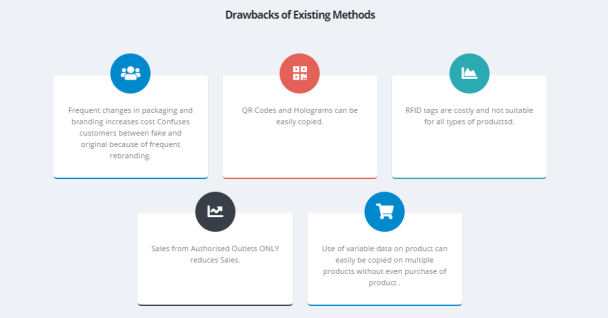 Drawbacks of Existing Methods
Frequent changes in packaging and
branding increases cost Confuses
customers between fake and
original because of frequent
rebranding.
QR Codes and Holograms can be
easily copied.
RFID tags are costly and not suitable
for all types of productsd.
Sales from Authorised Outlets ONLY
reduces Sales.
Use of variable data on product can
easily be copied on multiple
products without even purchase of
product .